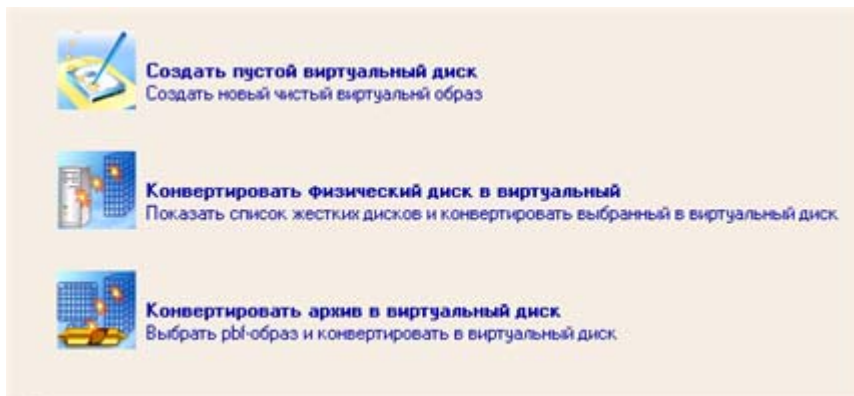 Создать пустой виртуальный диск
Создать новый чистый виртуальнй образ
Конвертировать физический диск в виртуальный
Показать список жестких дисков и конвертировать выбранный в виртуальный диск
Конвертировать архив в виртуальный диск
Выбрать pbf-образ и конвертировать в виртуальный диск